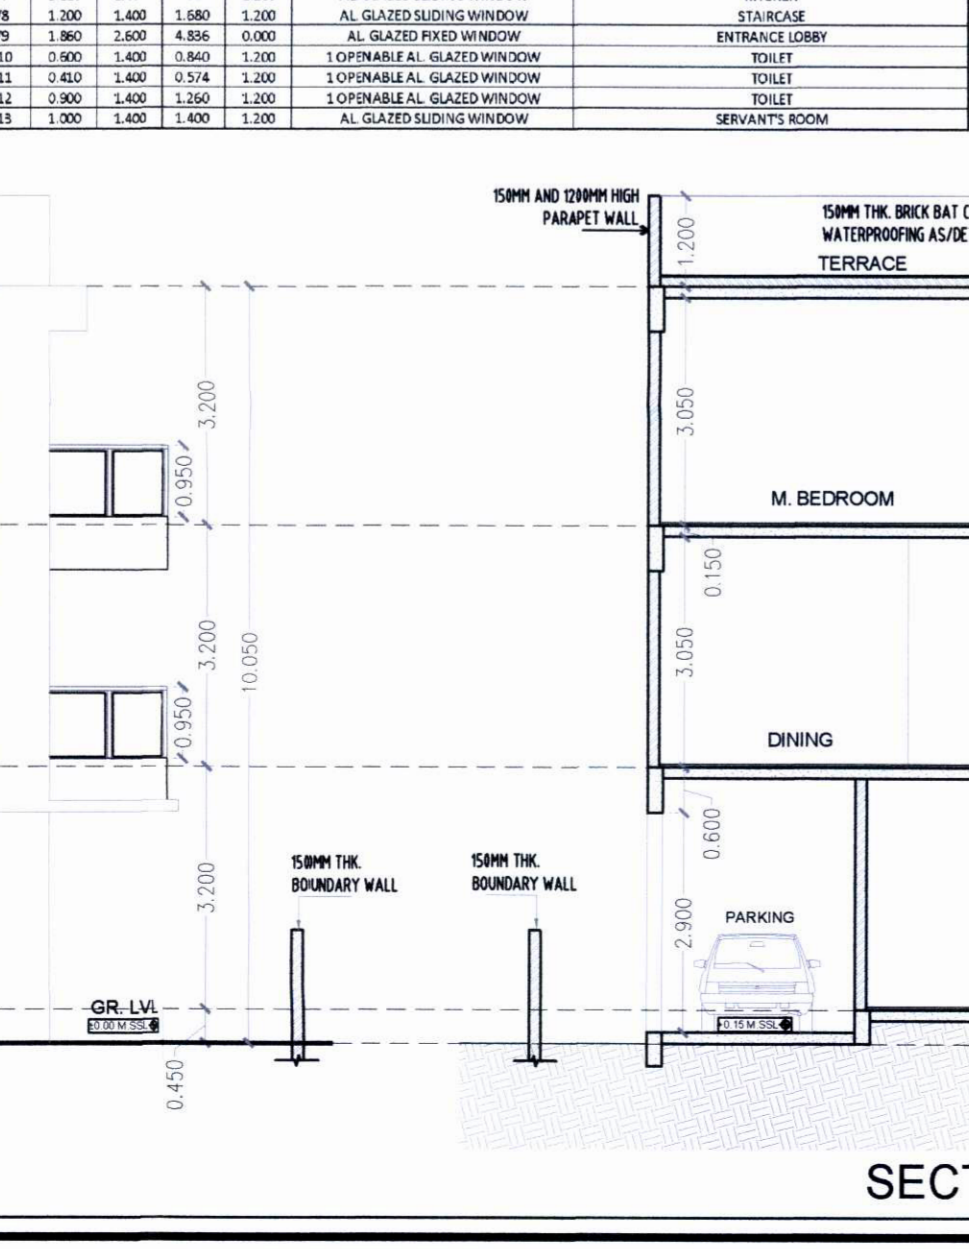 78 1.200 1.400 1.680 1.200 AL. GLAZED SLIDING WINDOW STAIRCASE
79 1.860 2.600 4.836 0.000 AL. GLAZED FIXED WINDOW ENTRANCE LOBBY
10 0.600 1.400 0.840 1.200 1 OPENABLE AL. GLAZED WINDOW TOILET
11 0.410 1.400 0.574 1.200 1 OPENABLE AL. GLAZED WINDOW TOILET
12 0.900 1.400 1.260 1.200 1 OPENABLE AL. GLAZED WINDOW TOILET
13 1.000 1.400 1.400 1.200 AL. GLAZED SLIDING WINDOW SERVANT'S ROOM
150MM AND 1200MM HIGH
PARAPET WALL
1.200
150MM THK. BRICK BAT C
WATERPROOFING AS/DE
TERRACE
3.200
3.050
0.950
M. BEDROOM
0.150
3.200
10.050
3.050
0.950
DINING
0.600
3.200
150MM THK.
BOUNDARY WALL
150MM THK.
BOUNDARY WALL
2.900
PARKING
GR. LVL
±0.00 M SSL
+0.15 M SSL
0.450
SECT